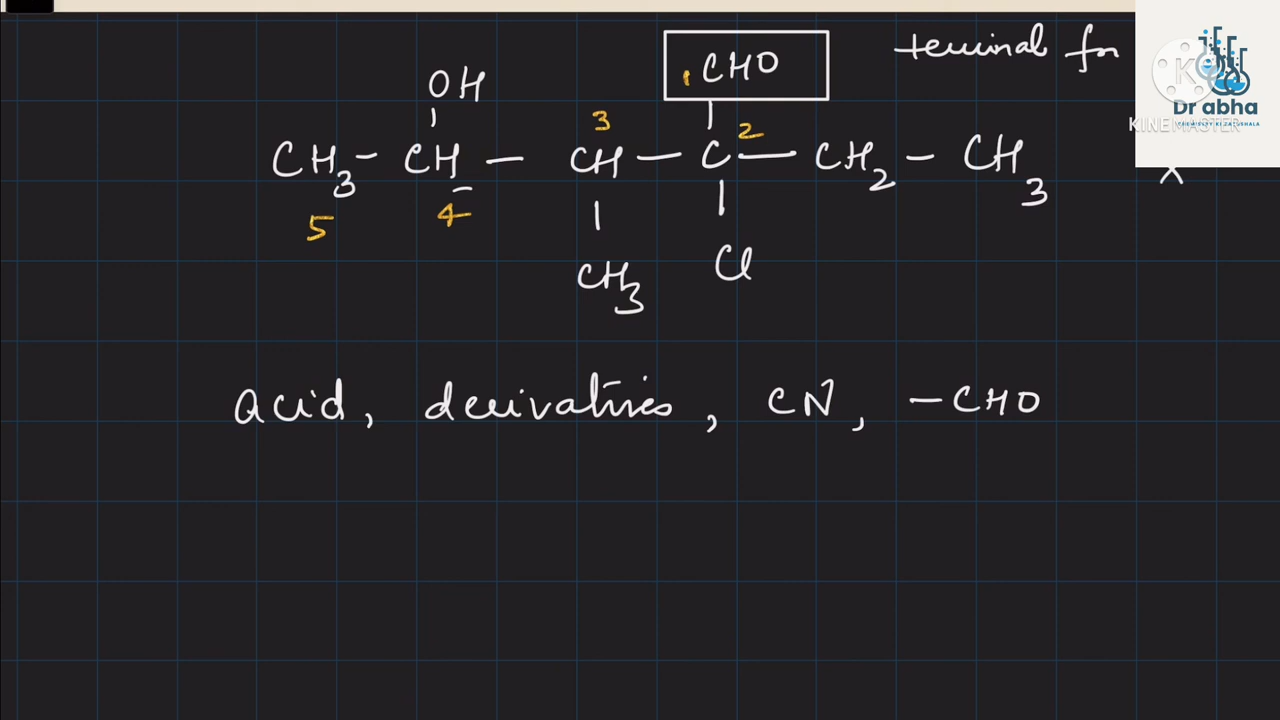 terminal for
OH
1 CHO
3
2
CH3 - CH - CH - C - CH2 - CH3
5
4
CH3
Cl
acid, derivatives, CN, -CHO
Dr abha
KINEMASTER